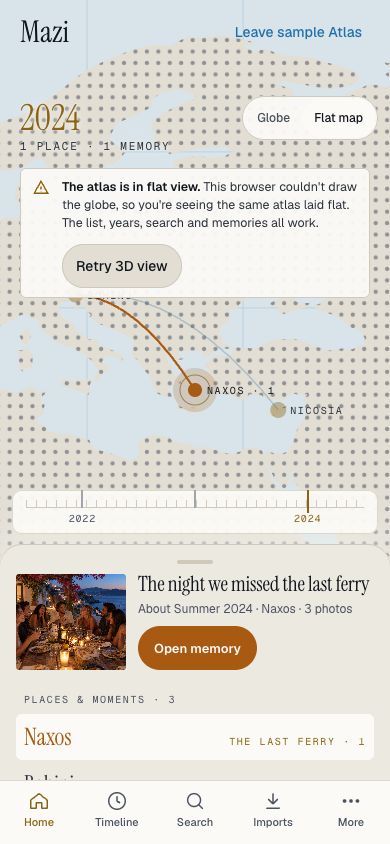 Mazi
Leave sample Atlas
2024
1 PLACE · 1 MEMORY
Globe
Flat map
The atlas is in flat view. This browser couldn't draw
the globe, so you're seeing the same atlas laid flat.
The list, years, search and memories all work.
Retry 3D view
NAXOS · 1
NICOSIA
2022
2024
The night we missed the last ferry
About Summer 2024 · Naxos · 3 photos
Open memory
PLACES & MOMENTS · 3
Naxos
THE LAST FERRY · 1
Home
Timeline
Search
Imports
More